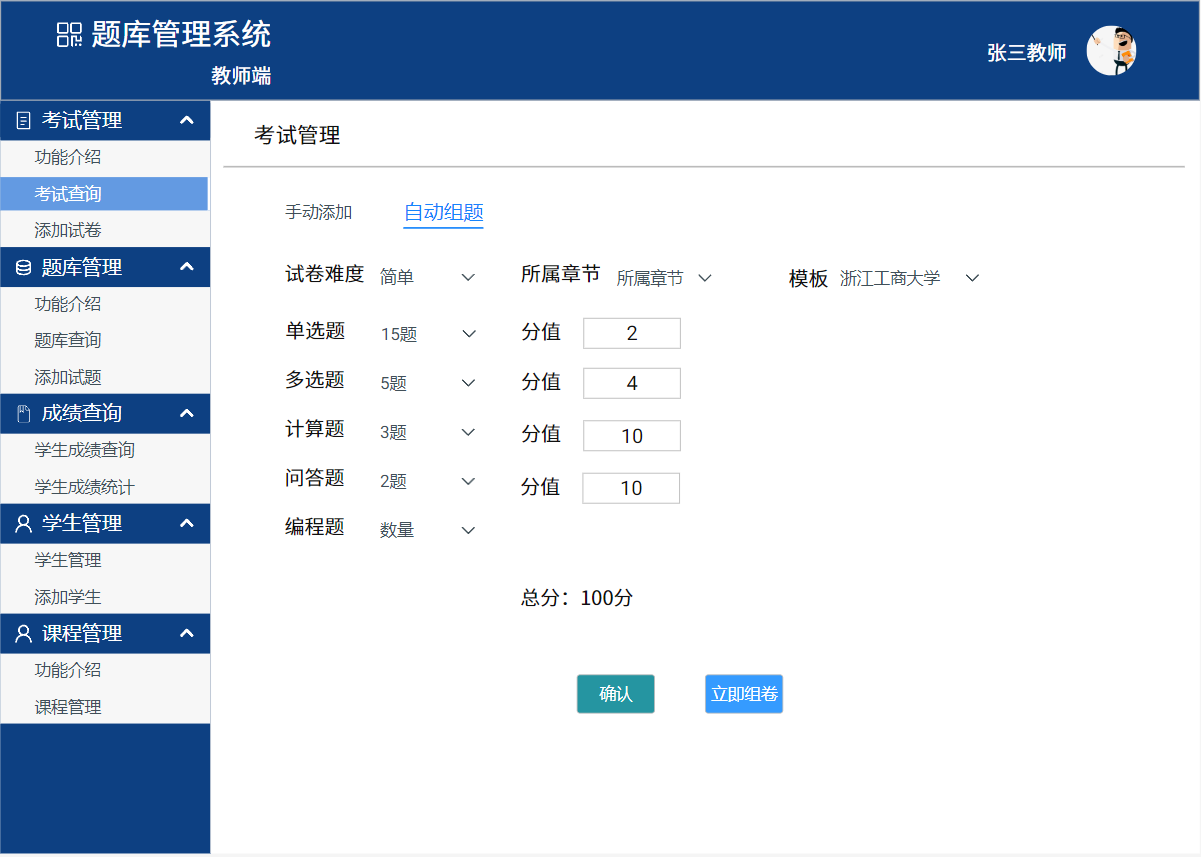 题库管理系统
教师端
张三教师
考试管理
功能介绍
考试查询
添加试卷
题库管理
功能介绍
题库查询
添加试题
成绩查询
学生成绩查询
学生成绩统计
学生管理
学生管理
添加学生
课程管理
功能介绍
课程管理
考试管理
手动添加 自动组题
试卷难度 简单 所属章节 所属章节 模板 浙江工商大学
单选题 15题 分值 2
多选题 5题 分值 4
计算题 3题 分值 10
问答题 2题 分值 10
编程题 数量
总分：100分
确认 立即组卷